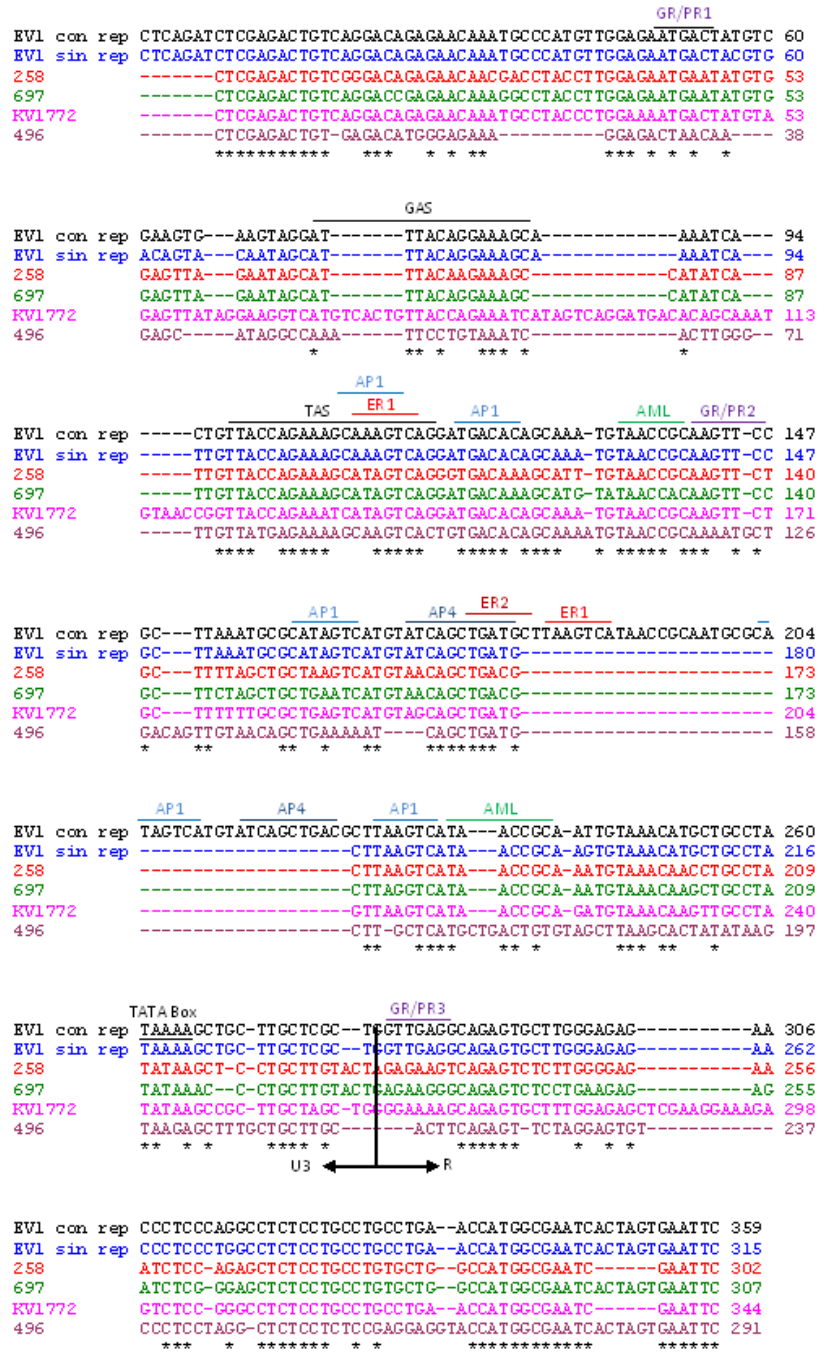 GR/PR1
EV1 con rep CTCAGATCTCGAGACTGTCAGGACAGAGAACAAATGCCCATGTTGGAGAATGACTATGTC 60
EV1 sin rep CTCAGATCTCGAGACTGTCAGGACAGAGAACAAATGCCCATGTTGGAGAATGACTACGTG 60
258 -------CTCGAGACTGTCGGGACAGAGAACAACGACCTACCTTGGAGAATGAATATGTG 53
697 -------CTCGAGACTGTCAGGACCGAGAACAAAGGCCTACCTTGGAGAATGAATATGTG 53
KV1772 -------CTCGAGACTGTCAGGACAGAGAACAAATGCCTACCCTGGAAAATGACTATGTA 53
496 -------CTCGAGACTGT-GAGACATGGGAGAAA---------GGAGACTAACAA---- 38
********** *** * * ** *** * * * *
GAS
EV1 con rep GAAGTG---AAGTAGGAT-------TTACAGGAAAGCA------------AAATCA--- 94
EV1 sin rep ACAGTA---CAATAGCAT-------TTACAGGAAAGCA------------AAATCA--- 94
258 GAGTTA---GAATAGCAT-------TTACAAGAAAGC------------CATATCA--- 87
697 GAGTTA---GAATAGCAT-------TTACAGGAAAGC------------CATATCA--- 87
KV1772 GAGTTATAGGAAGGTCATGTCACTGTTACCAGAAATCATAGTCAGGATGACACAGCAAAT 113
496 GAGC-----ATAGGCCAAA------TTCCTGTAAATC-------------ACTTGGG-- 71
* ** * *** * *
AP1
TAS ER1 AP1 AML GR/PR2
EV1 con rep -----CTGTTACCAGAAAGCAAAGTCAGGATGACACAGCAAA-TGTAACCGCAAGTT-CC 147
EV1 sin rep -----TTGTTACCAGAAAGCAAAGTCAGGATGACACAGCAAA-TGTAACCGCAAGTT-CC 147
258 -----TTGTTACCAGAAAGCATAGTCAGGGTGACAAAGCATT-TGTAACCGCAAGTT-CT 140
697 -----TTGTTACCAGAAAGCATAGTCAGGATGACAAAGCATG-TATAACCACAAGTT-CC 140
KV1772 GTAACCGGTTACCAGAAATCATAGTCAGGATGACACAGCAAA-TGTAACCGCAAGTT-CT 171
496 -----TTGTTATGAGAAAAGCAAGTCACTGTGACACAGCAAAATGTAACCGCAAAATGCT 126
**** ***** ***** ***** **** * ***** *** * *
AP1 AP4 ER2 ER1
EV1 con rep GC---TTAAATGCGCATAGTCATGTATCAGCTGATGCTTAAGTCATAACCGCAATGCGCA 204
EV1 sin rep GC---TTAAATGCGCATAGTCATGTATCAGCTGATG------------------------ 180
258 GC---TTTTAGCTGCTAAGTCATGTAACAGCTGACG------------------------ 173
697 GC---TTCTAGCTGCTGAATCATGTAACAGCTGACG------------------------ 173
KV1772 GC---TTTTTTGCGCTGAGTCATGTAGCAGCTGATG------------------------ 204
496 GACAGTTGTAACAGCTGAAAAAT----CAGCTGATG------------------------ 158
* ** ** * ** ******* *
AP1 AP4 AP1 AML
EV1 con rep TAGTCATGTATCAGCTGACGCTTAAGTCATA---ACCGCA-ATTGTAAACATGCTGCCTA 260
EV1 sin rep --------------------CTTAAGTCATA---ACCGCA-AGTGTAAACATGCTGCCTA 216
258 --------------------CTTAAGTCATA---ACCGCA-AATGTAAACAACCTGCCTA 209
697 --------------------CTTAGGTCATA---ACCGCA-AATGTAAACAAGCTGCCTA 209
KV1772 --------------------GTTAAGTCATA---ACCGCA-GATGTAAACAAGTTGCCTA 240
496 --------------------CTT-GCTCATGCTGACTGTGTAGCTTAAGCACTATATAAG 197
** **** ** * *** ** *
TATA Box GR/PR3
EV1 con rep TAAAAGCTGC-TTGCTCGC--TGGTTGAGGCAGAGTGCTTGGGAGAG----------AA 306
EV1 sin rep TAAAAGCTGC-TTGCTCGC--TGGTTGAGGCAGAGTGCTTGGGAGAG----------AA 262
258 TATAAGCT-C-CTGCTTGTACTAGAGAAGTCAGAGTCTCTTGGGGAG----------AA 256
697 TATAAAC--C-CTGCTTGTACTGAGAAGGGCAGAGTCTCCTGAAGAG----------AG 255
KV1772 TATAAGCCGC-TTGCTAGC-TGGGGAAAAGCAGAGTGCTTTGGAGAGCTCGAAGGAAAGA 298
496 TAAGAGCTTTGCTGCTTGC-------ACTTCAGAGT-TCTAGGAGTGT------------ 237
** * * **** * ****** * * *
U3 R
EV1 con rep CCCTCCCAGGCCTCTCCTGCCTGCCTGA--ACCATGGCGAATCACTAGTGAATTC 359
EV1 sin rep CCCTCCCTGGCCTCTCCTGCCTGCCTGA--ACCATGGCGAATCACTAGTGAATTC 315
258 ATCTCC-AGAGCTCTCCTGCCTGTGCTG--GCCATGGCGAATC------GAATTC 302
697 ATCTCG-GGAGCTCTCCTGCCTGTGCTG--GCCATGGCGAATCACTAGTGAATTC 307
KV1772 GTCTCC-GGGCCTCTCCTGCCTGCCTGA--ACCATGGCGAATC------GAATTC 344
496 CCCTCCTAGG-CTCTCCTCTCCGAGGAGGTACCATGGCGAATCACTAGTGAATTC 291
*** * ******* * * ************ ******